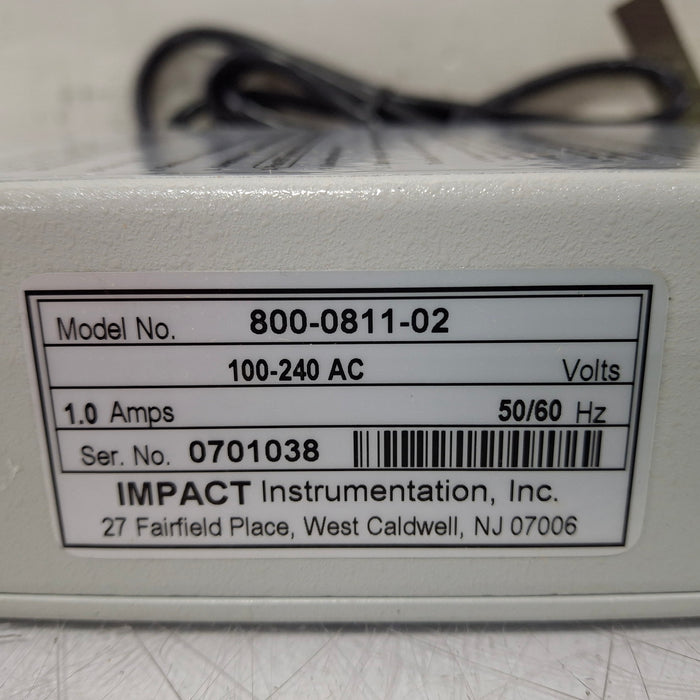 Model No. 800-0811-02
100-240 AC Volts
1.0 Amps 50/60 Hz
Ser. No. 0701038
IMPACT Instrumentation, Inc.
27 Fairfield Place, West Caldwell, NJ 07006